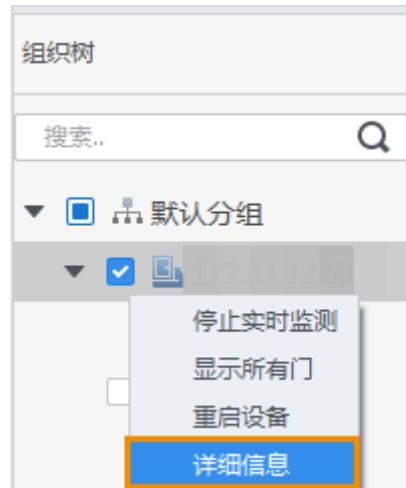 组织树
搜索..
默认分组
停止实时监测
显示所有门
重启设备
详细信息